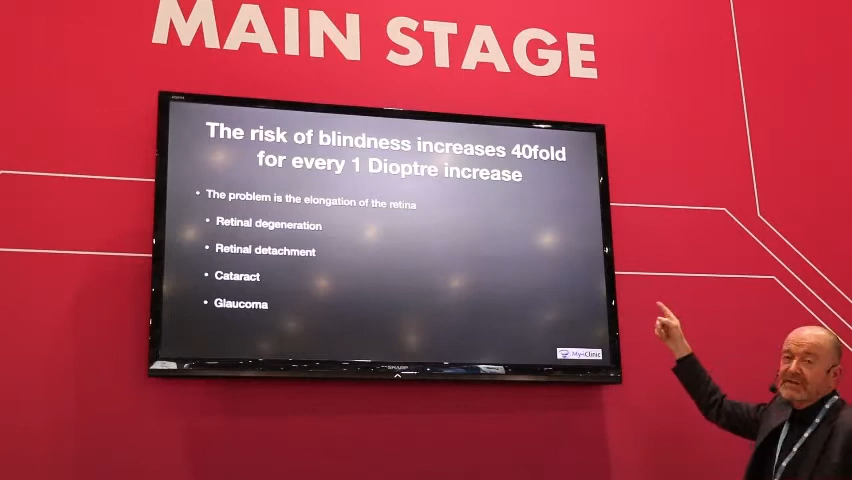 MAIN STAGE
The risk of blindness increases 40fold
for every 1 Dioptre increase
• The problem is the elongation of the retina
• Retinal degeneration
• Retinal detachment
• Cataract
• Glaucoma
My-iClinic
SHARP